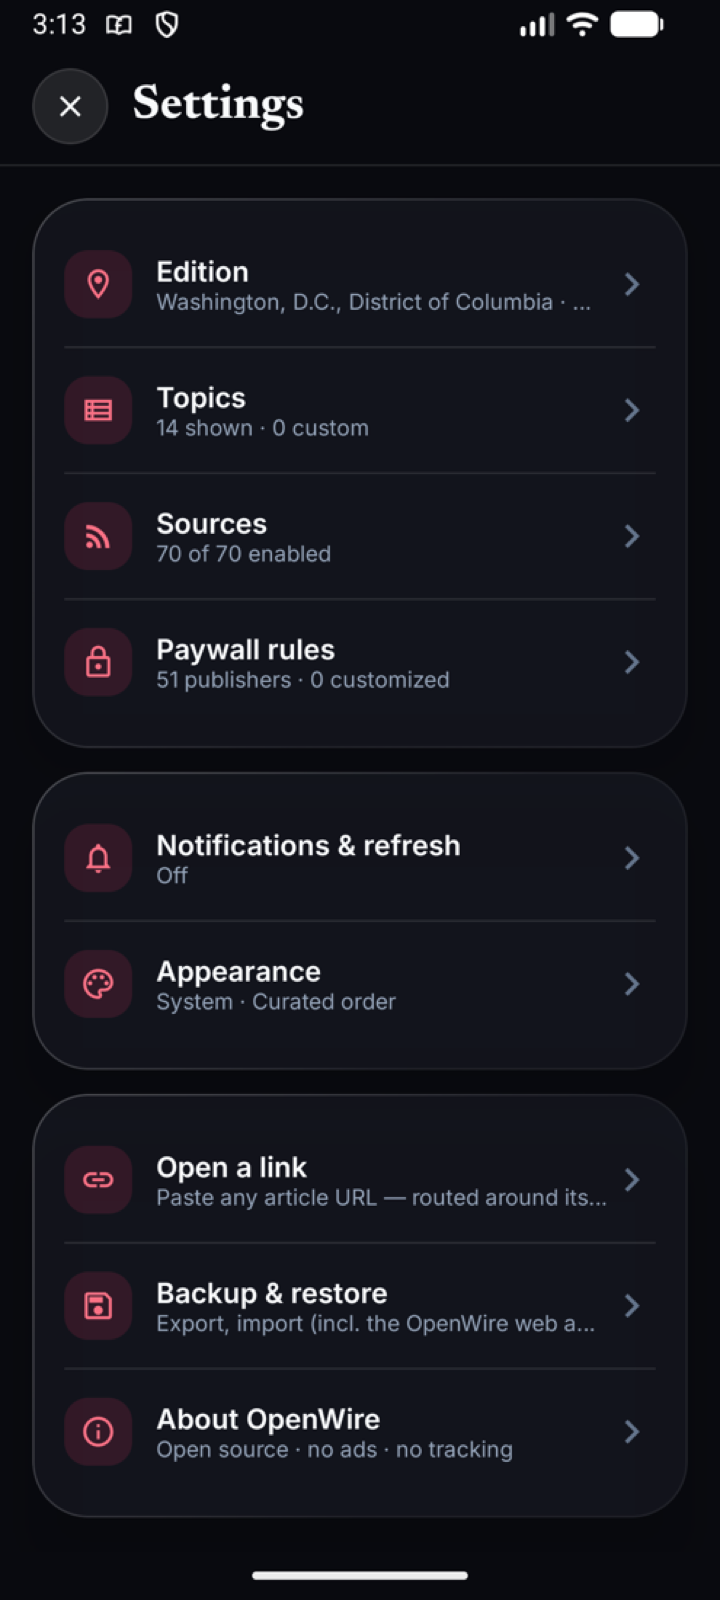 3:13
Settings
Edition
Washington, D.C., District of Columbia · ...
Topics
14 shown · 0 custom
Sources
70 of 70 enabled
Paywall rules
51 publishers · 0 customized
Notifications & refresh
Off
Appearance
System · Curated order
Open a link
Paste any article URL — routed around its...
Backup & restore
Export, import (incl. the OpenWire web a...
About OpenWire
Open source · no ads · no tracking